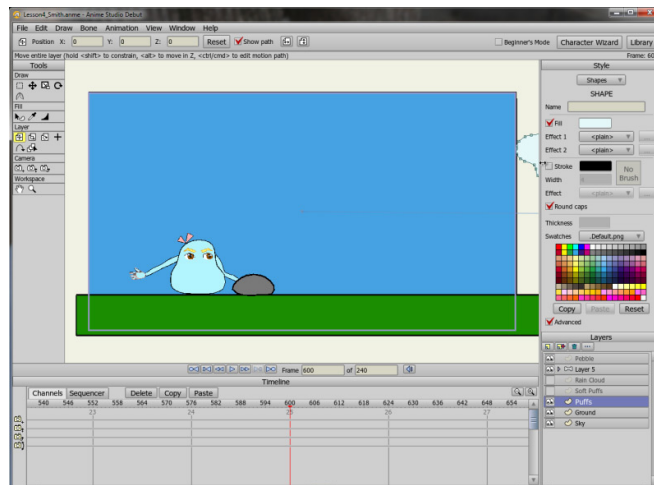 Lesson4_Smith.anme - Anime Studio Debut
File Edit Draw Bone Animation View Window Help
Position X: 0 Y: 0 Z: 0 Reset Show path Beginner's Mode Character Wizard Library
Move entire layer (hold <shift> to constrain, <alt> to move in Z, <ctrl/cmd> to edit motion path) Frame: 60
Tools
Draw
Fill
Layer
Camera
Workspace
Style
Shapes
SHAPE
Name
Fill
Effect 1 <plain>
Effect 2 <plain>
Stroke
No Brush
Width
Effect <plain>
Round caps
Thickness
Swatches .Default.png
Copy Paste Reset
Advanced
Layers
Pebble
Layer 5
Rain Cloud
Soft Puffs
Puffs
Ground
Sky
Frame 600 of 240
Timeline
Channels Sequencer Delete Copy Paste
540 546 552 558 564 570 576 582 588 594 600 606 612 618 624 630 636 642 648 654
23 24 25 26 27